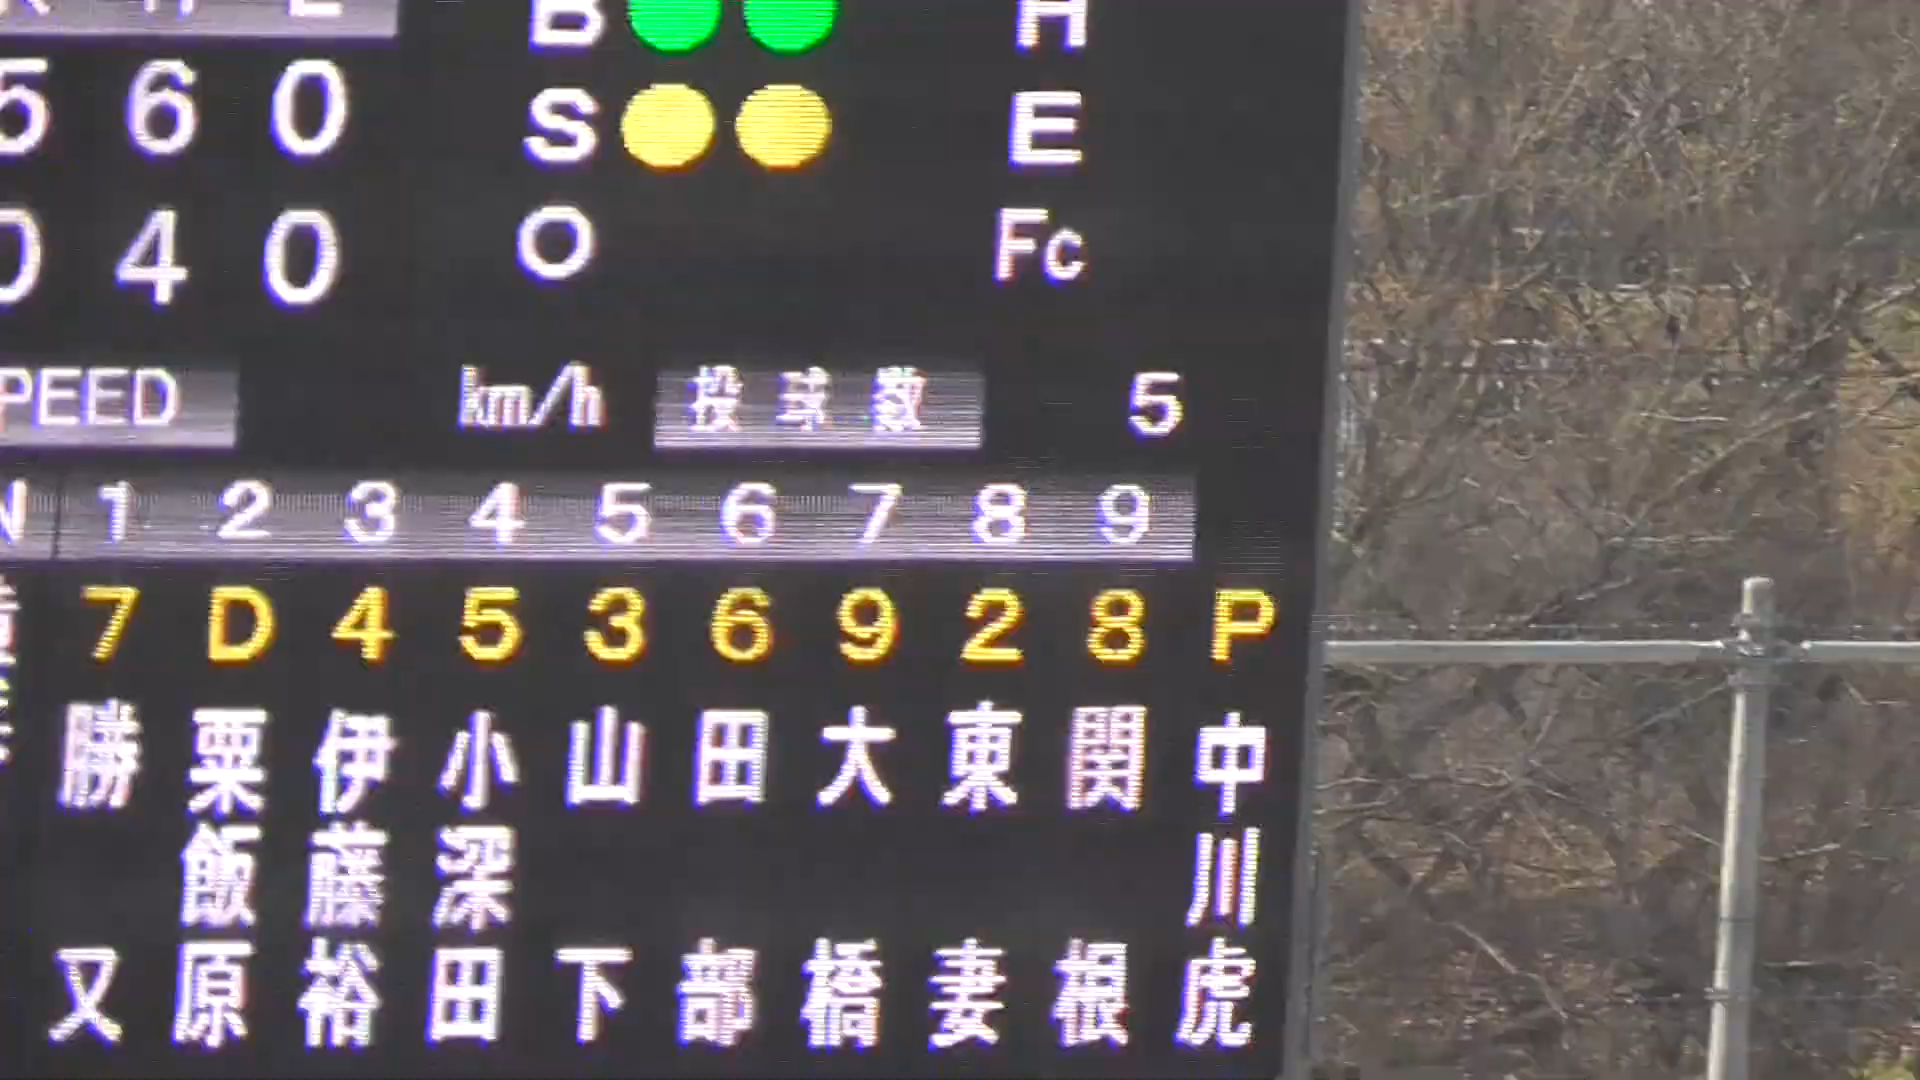 B H
5 6 0 S E
0 4 0 O Fc
PEED km/h 投球数 5
N 1 2 3 4 5 6 7 8 9
7 D 4 5 3 6 9 2 8 P
勝又
粟飯原
伊藤裕
小深田
山下
田部
大橋
東妻
関根
中川虎